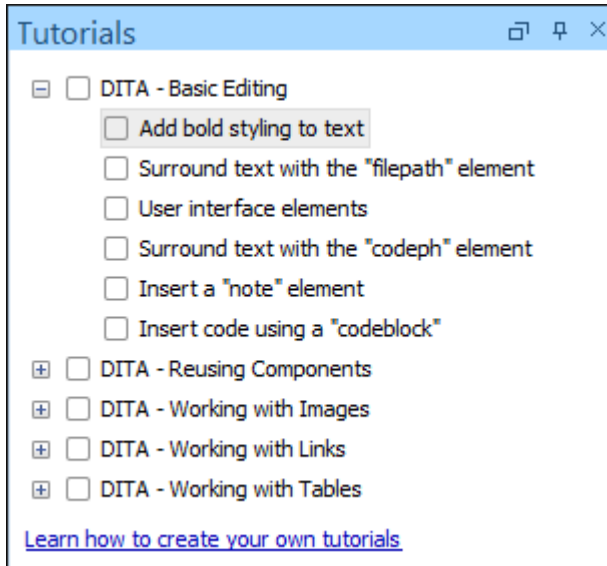 Tutorials
DITA - Basic Editing
Add bold styling to text
Surround text with the "filepath" element
User interface elements
Surround text with the "codeph" element
Insert a "note" element
Insert code using a "codeblock"
DITA - Reusing Components
DITA - Working with Images
DITA - Working with Links
DITA - Working with Tables
Learn how to create your own tutorials